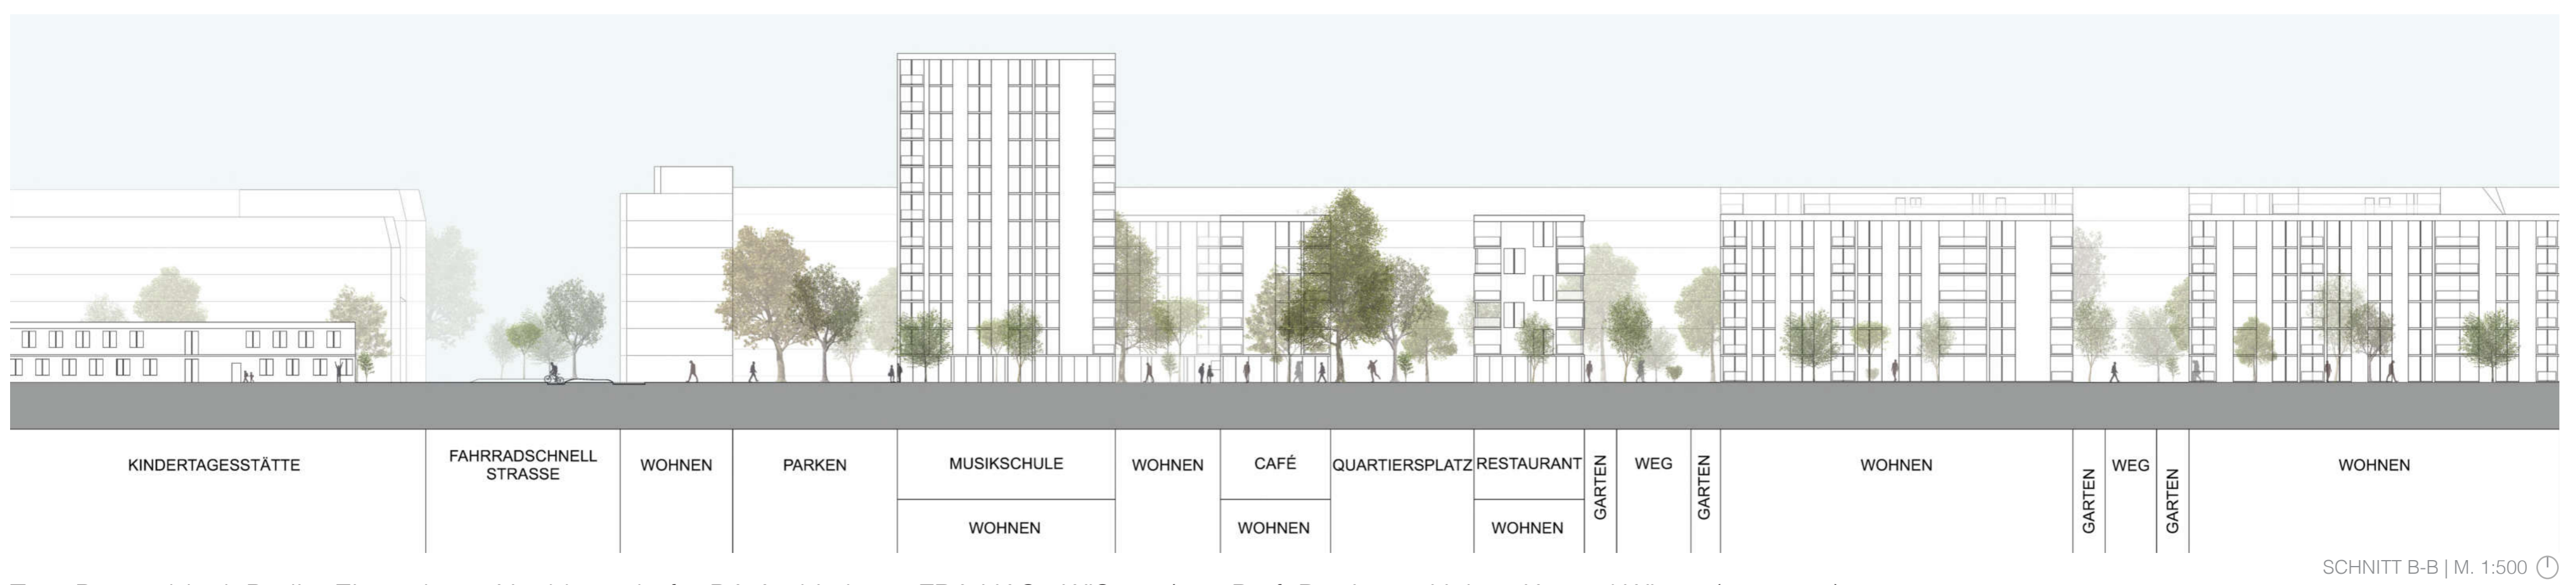 KINDERTAGESSTÄTTE
FAHRRADSCHNELL
STRASSE
WOHNEN
PARKEN
MUSIKSCHULE
WOHNEN
WOHNEN
CAFÉ
WOHNEN
QUARTIERSPLATZ
RESTAURANT
WOHNEN
GARTEN
WEG
GARTEN
WOHNEN
GARTEN
WEG
GARTEN
WOHNEN
SCHNITT B-B | M. 1:500